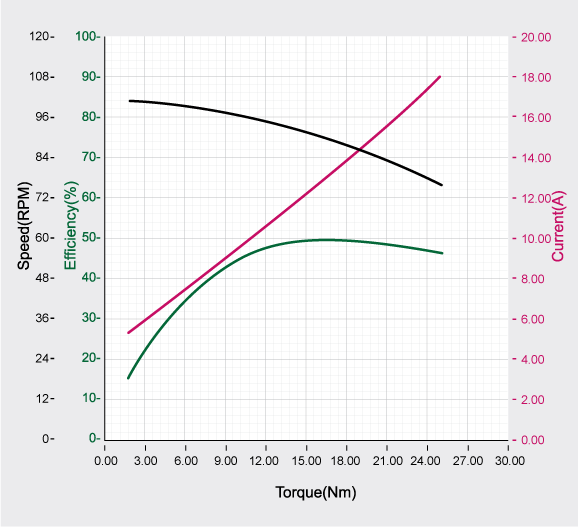 120- 100- - 20.00
108- 90- - 18.00
96- 80- - 16.00
84- 70- - 14.00
72- 60- - 12.00
60- 50- - 10.00
48- 40- - 8.00
36- 30- - 6.00
24- 20- - 4.00
12- 10- - 2.00
0- 0- - 0.00
Speed(RPM)
Efficiency(%)
Current(A)
0.00 3.00 6.00 9.00 12.00 15.00 18.00 21.00 24.00 27.00 30.00
Torque(Nm)